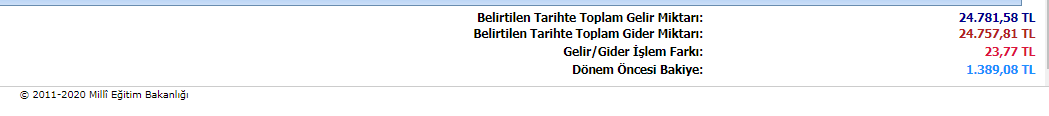 Belirtilen Tarihte Toplam Gelir Miktarı: 24.781,58 TL
Belirtilen Tarihte Toplam Gider Miktarı: 24.757,81 TL
Gelir/Gider İşlem Farkı: 23,77 TL
Dönem Öncesi Bakiye: 1.389,08 TL
© 2011-2020 Millî Eğitim Bakanlığı